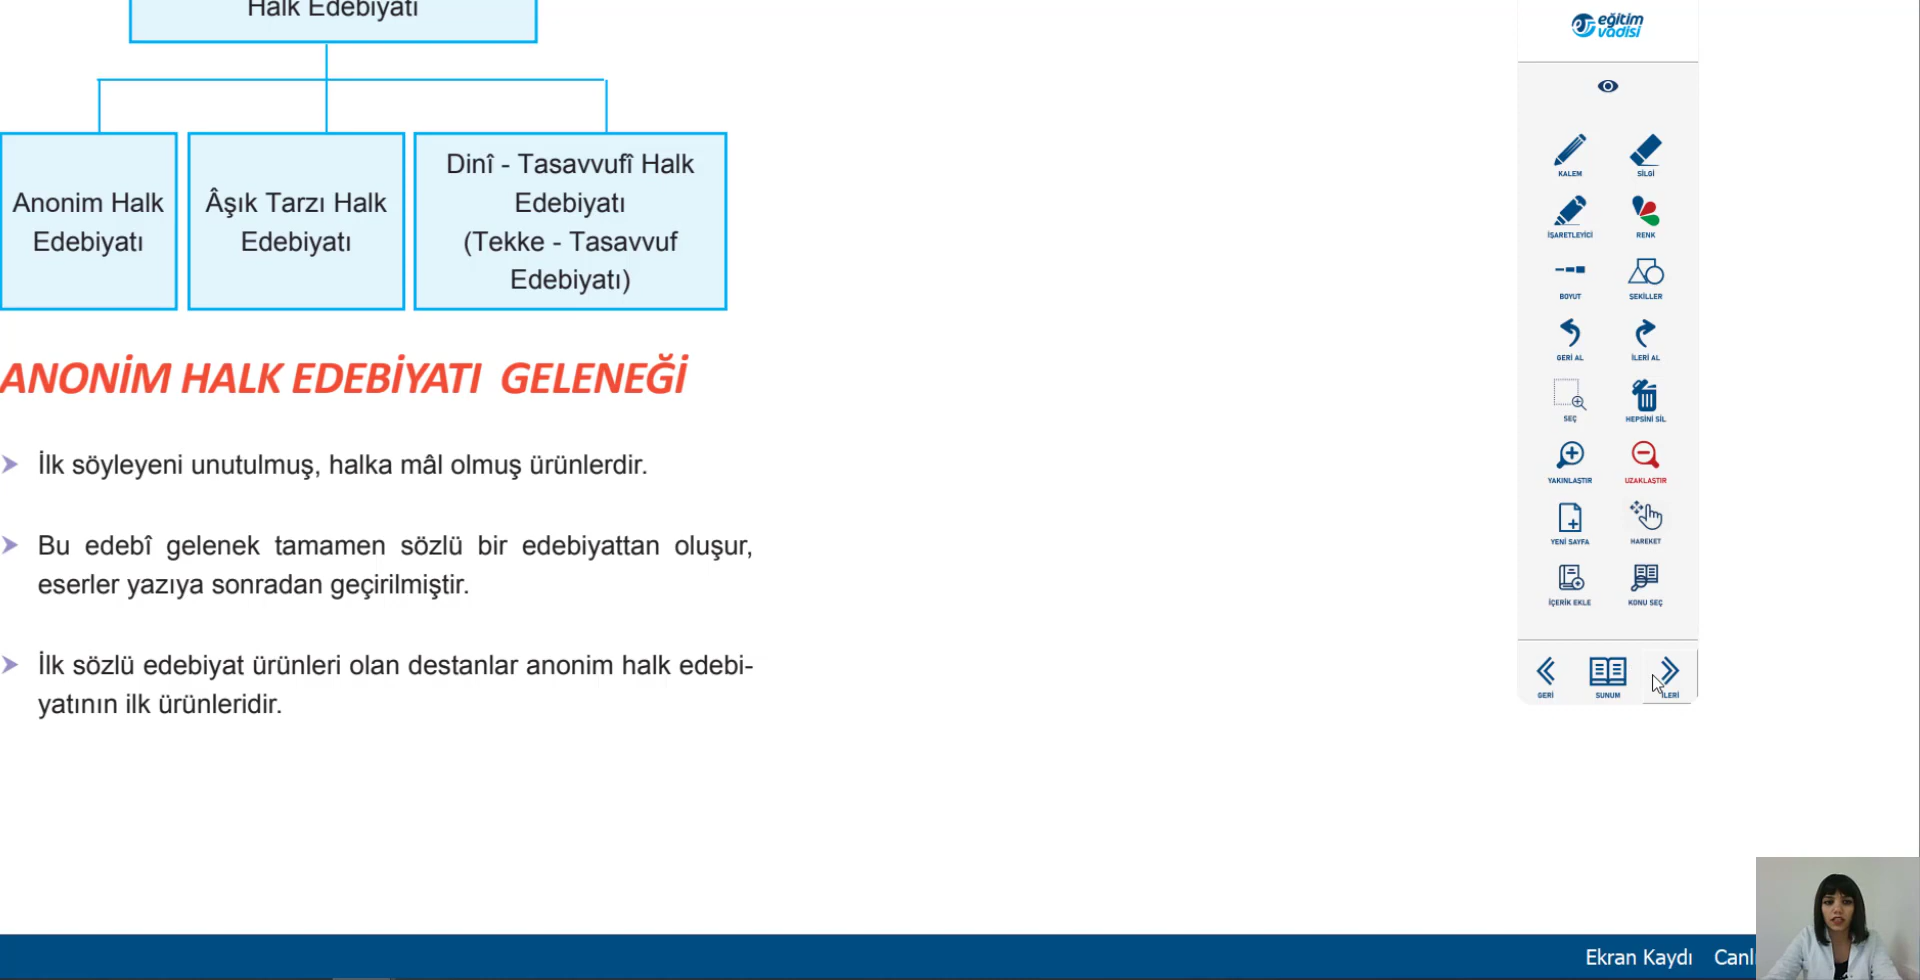 Halk Edebiyatı
Anonim Halk
Edebiyatı
Âşık Tarzı Halk
Edebiyatı
Dinî - Tasavvufî Halk
Edebiyatı
(Tekke - Tasavvuf
Edebiyatı)
ANONİM HALK EDEBİYATI GELENEĞİ
İlk söyleyeni unutulmuş, halka mâl olmuş ürünlerdir.
Bu edebî gelenek tamamen sözlü bir edebiyattan oluşur,
eserler yazıya sonradan geçirilmiştir.
İlk sözlü edebiyat ürünleri olan destanlar anonim halk edebi-
yatının ilk ürünleridir.
eğitim
vadisi
KALEM
SİLGİ
İŞARETLEYİCİ
RENK
BOYUT
ŞEKİLLER
GERİ AL
İLERİ AL
SEÇ
HEPSİNİ SİL
YAKINLAŞTIR
UZAKLAŞTIR
YENİ SAYFA
HAREKET
İÇERİK EKLE
KONU SEÇ
GERİ
SUNUM
İLERİ
Ekran Kaydı